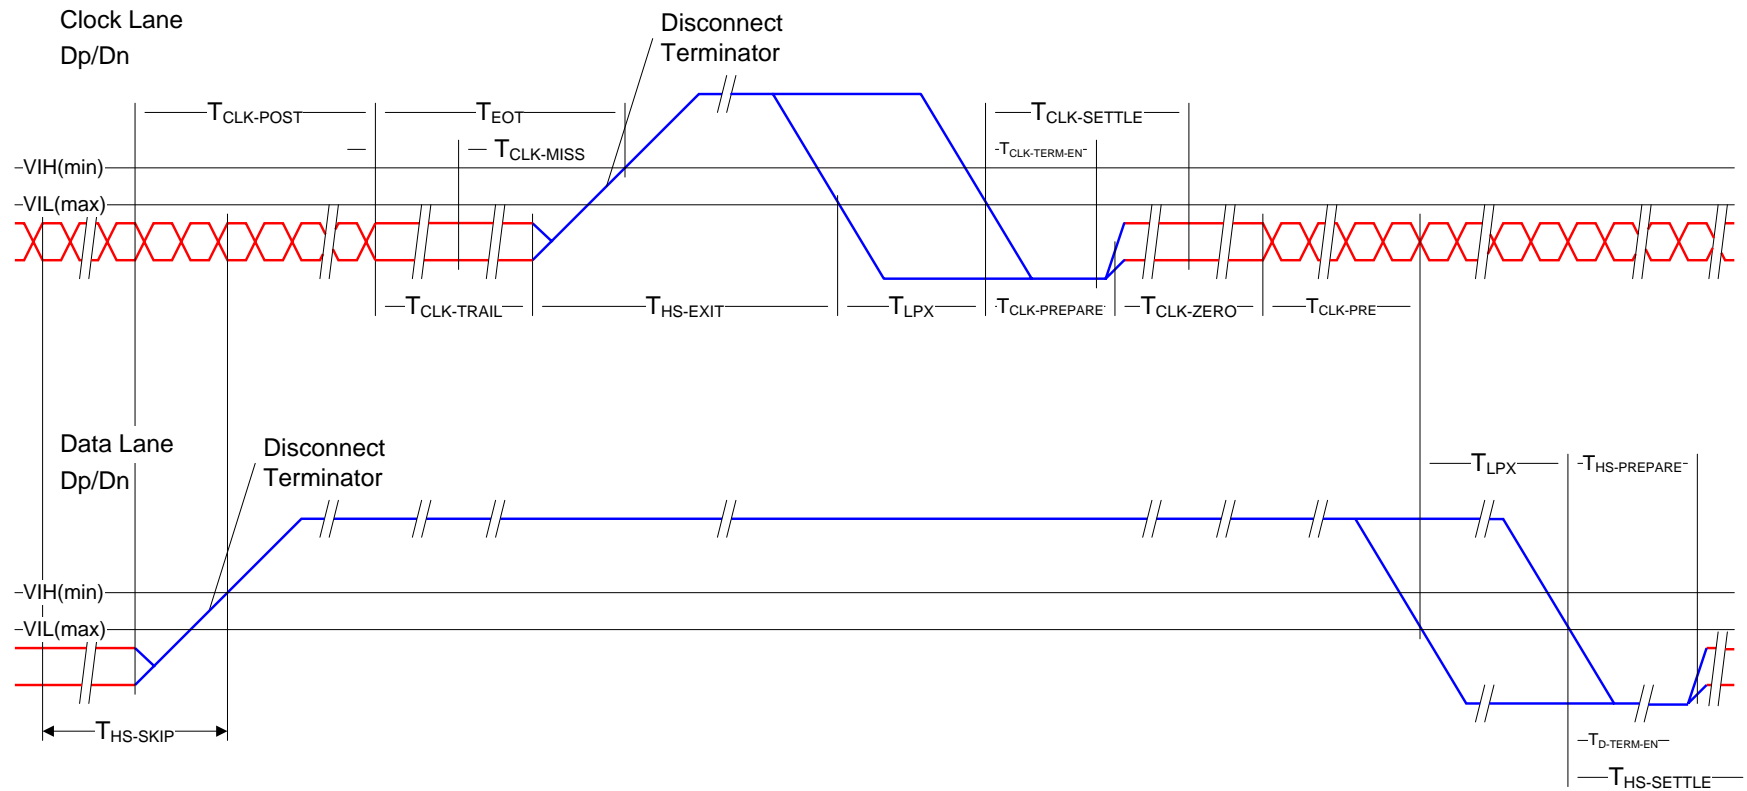 Clock Lane
Dp/Dn
Disconnect
Terminator
TCLK-POST
TEOT
TCLK-SETTLE
TCLK-MISS
TCLK-TERM-EN
VIH(min)
VIL(max)
TCLK-TRAIL
THS-EXIT
TLPX
TCLK-PREPARE
TCLK-ZERO
TCLK-PRE
Data Lane
Dp/Dn
Disconnect
Terminator
TLPX
THS-PREPARE
VIH(min)
VIL(max)
THS-SKIP
TD-TERM-EN
THS-SETTLE